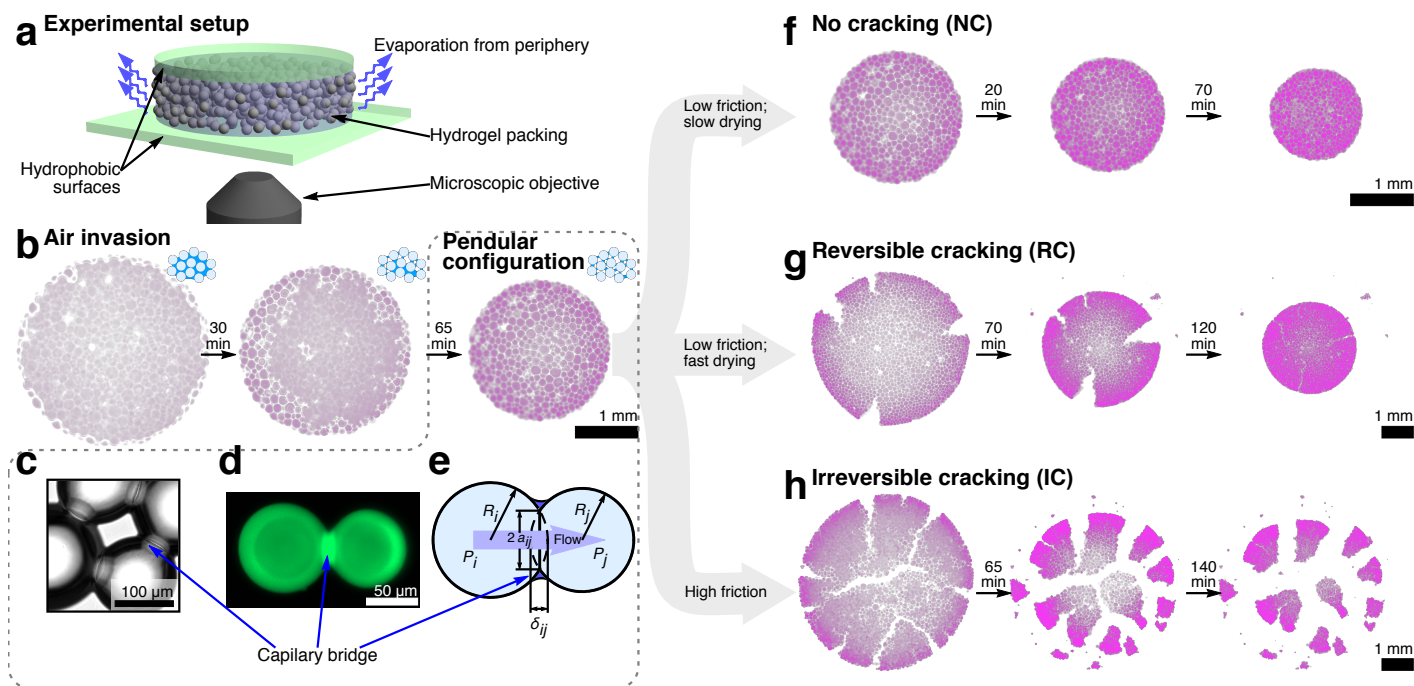 a Experimental setup
Evaporation from periphery
Hydrogel packing
Hydrophobic
surfaces
Microscopic objective
b Air invasion
Pendular
configuration
30
min
65
min
1 mm
c
100 µm
d
50 µm
e
R_i
R_j
2 a_ij
Flow
P_i
P_j
δ_ij
Capilary bridge
Low friction;
slow drying
Low friction;
fast drying
High friction
f No cracking (NC)
20
min
70
min
1 mm
g Reversible cracking (RC)
70
min
120
min
1 mm
h Irreversible cracking (IC)
65
min
140
min
1 mm